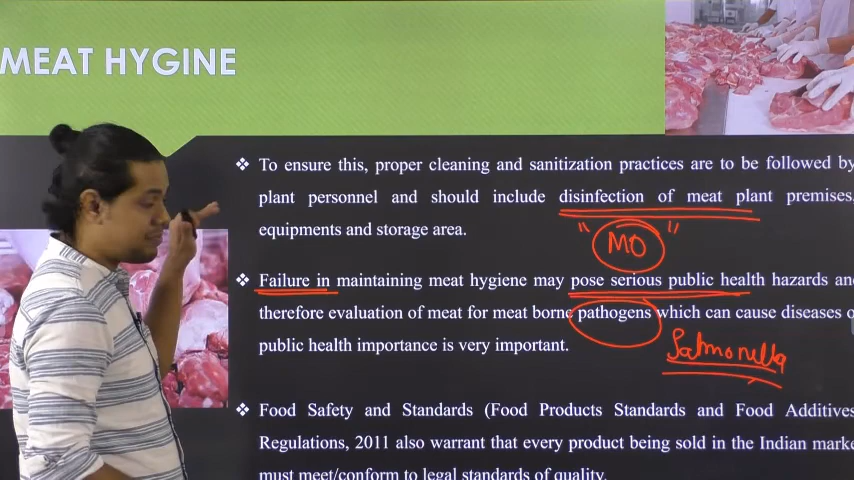 MEAT HYGINE
❖ To ensure this, proper cleaning and sanitization practices are to be followed by
plant personnel and should include disinfection of meat plant premises,
equipments and storage area.
" MO "
❖ Failure in maintaining meat hygiene may pose serious public health hazards and
therefore evaluation of meat for meat borne pathogens which can cause diseases o
public health importance is very important.
Salmonella
❖ Food Safety and Standards (Food Products Standards and Food Additives
Regulations, 2011 also warrant that every product being sold in the Indian marke
must meet/conform to legal standards of quality.